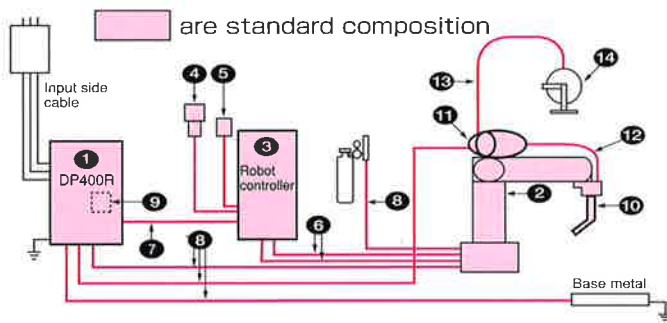 are standard composition
Input side
cable
4
5
14
13
11
12
1
DP400R
3
Robot
controller
9
8
2
10
7
8
6
Base metal